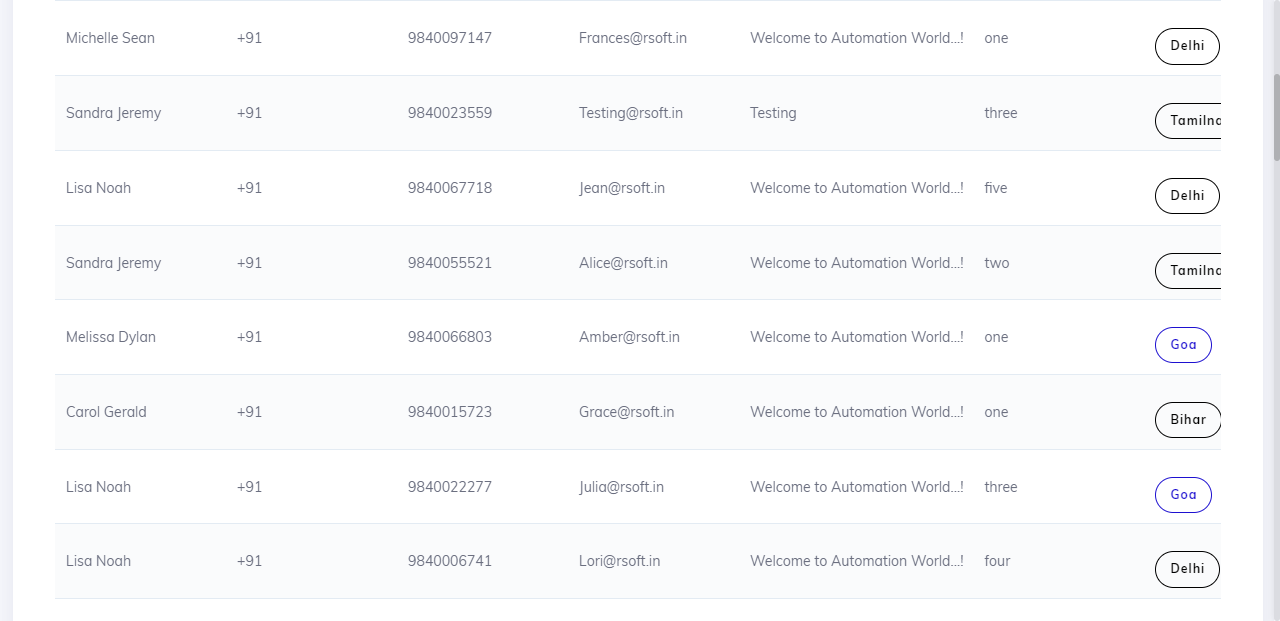 Michelle Sean +91 9840097147 Frances@rsoft.in Welcome to Automation World...! one Delhi
Sandra Jeremy +91 9840023559 Testing@rsoft.in Testing three Tamilna
Lisa Noah +91 9840067718 Jean@rsoft.in Welcome to Automation World...! five Delhi
Sandra Jeremy +91 9840055521 Alice@rsoft.in Welcome to Automation World...! two Tamilna
Melissa Dylan +91 9840066803 Amber@rsoft.in Welcome to Automation World...! one Goa
Carol Gerald +91 9840015723 Grace@rsoft.in Welcome to Automation World...! one Bihar
Lisa Noah +91 9840022277 Julia@rsoft.in Welcome to Automation World...! three Goa
Lisa Noah +91 9840006741 Lori@rsoft.in Welcome to Automation World...! four Delhi